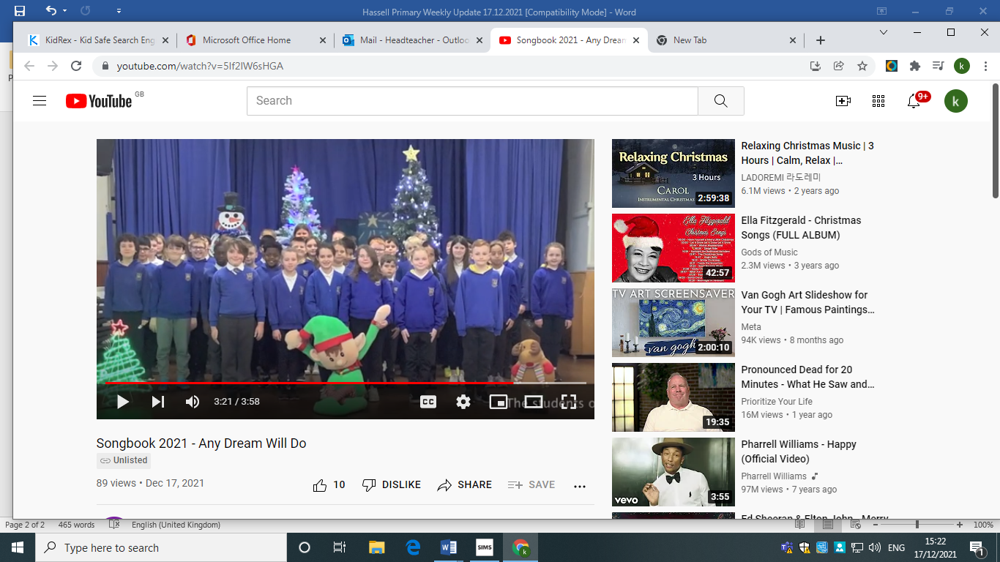 Hassell Primary Weekly Update 17.12.2021 [Compatibility Mode] - Word
KidRex - Kid Safe Search Eng
Microsoft Office Home
Mail - Headteacher - Outloo
Songbook 2021 - Any Dream
New Tab
youtube.com/watch?v=5If2IW6sHGA
k
P
YouTube GB
Search
9+
k
Relaxing Christmas
3 Hours
CAROL
INSTRUMENTAL CHRISTMAS
2:59:38
Relaxing Christmas Music | 3
Hours | Calm, Relax |...
LADOREMI 라도레미
6.1M views • 2 years ago
Ella Fitzgerald
Christmas Songs
42:57
Ella Fitzgerald - Christmas
Songs (FULL ALBUM)
Gods of Music
2.3M views • 3 years ago
TV ART SCREENSAVER
van gogh
2:00:10
Van Gogh Art Slideshow for
Your TV | Famous Paintings...
Meta
94K views • 8 months ago
19:35
Pronounced Dead for 20
Minutes - What He Saw and...
Prioritize Your Life
16M views • 1 year ago
vevo
3:55
Pharrell Williams - Happy
(Official Video)
Pharrell Williams
97M views • 7 years ago
Ed Sheeran & Elton John - Merry
3:21 / 3:58
CC
The students o
Songbook 2021 - Any Dream Will Do
Unlisted
89 views • Dec 17, 2021
10
DISLIKE
SHARE
SAVE
Page 2 of 2
465 words
English (United Kingdom)
100%
Type here to search
SIMS
k
ENG
15:22
17/12/2021
1